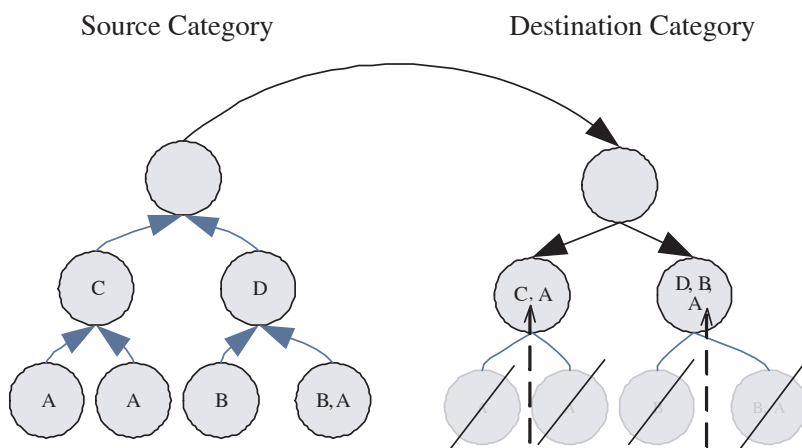 Source Category
Destination Category
C
D
C, A
D, B,
A
A
A
B
B, A
A
A
B
B, A